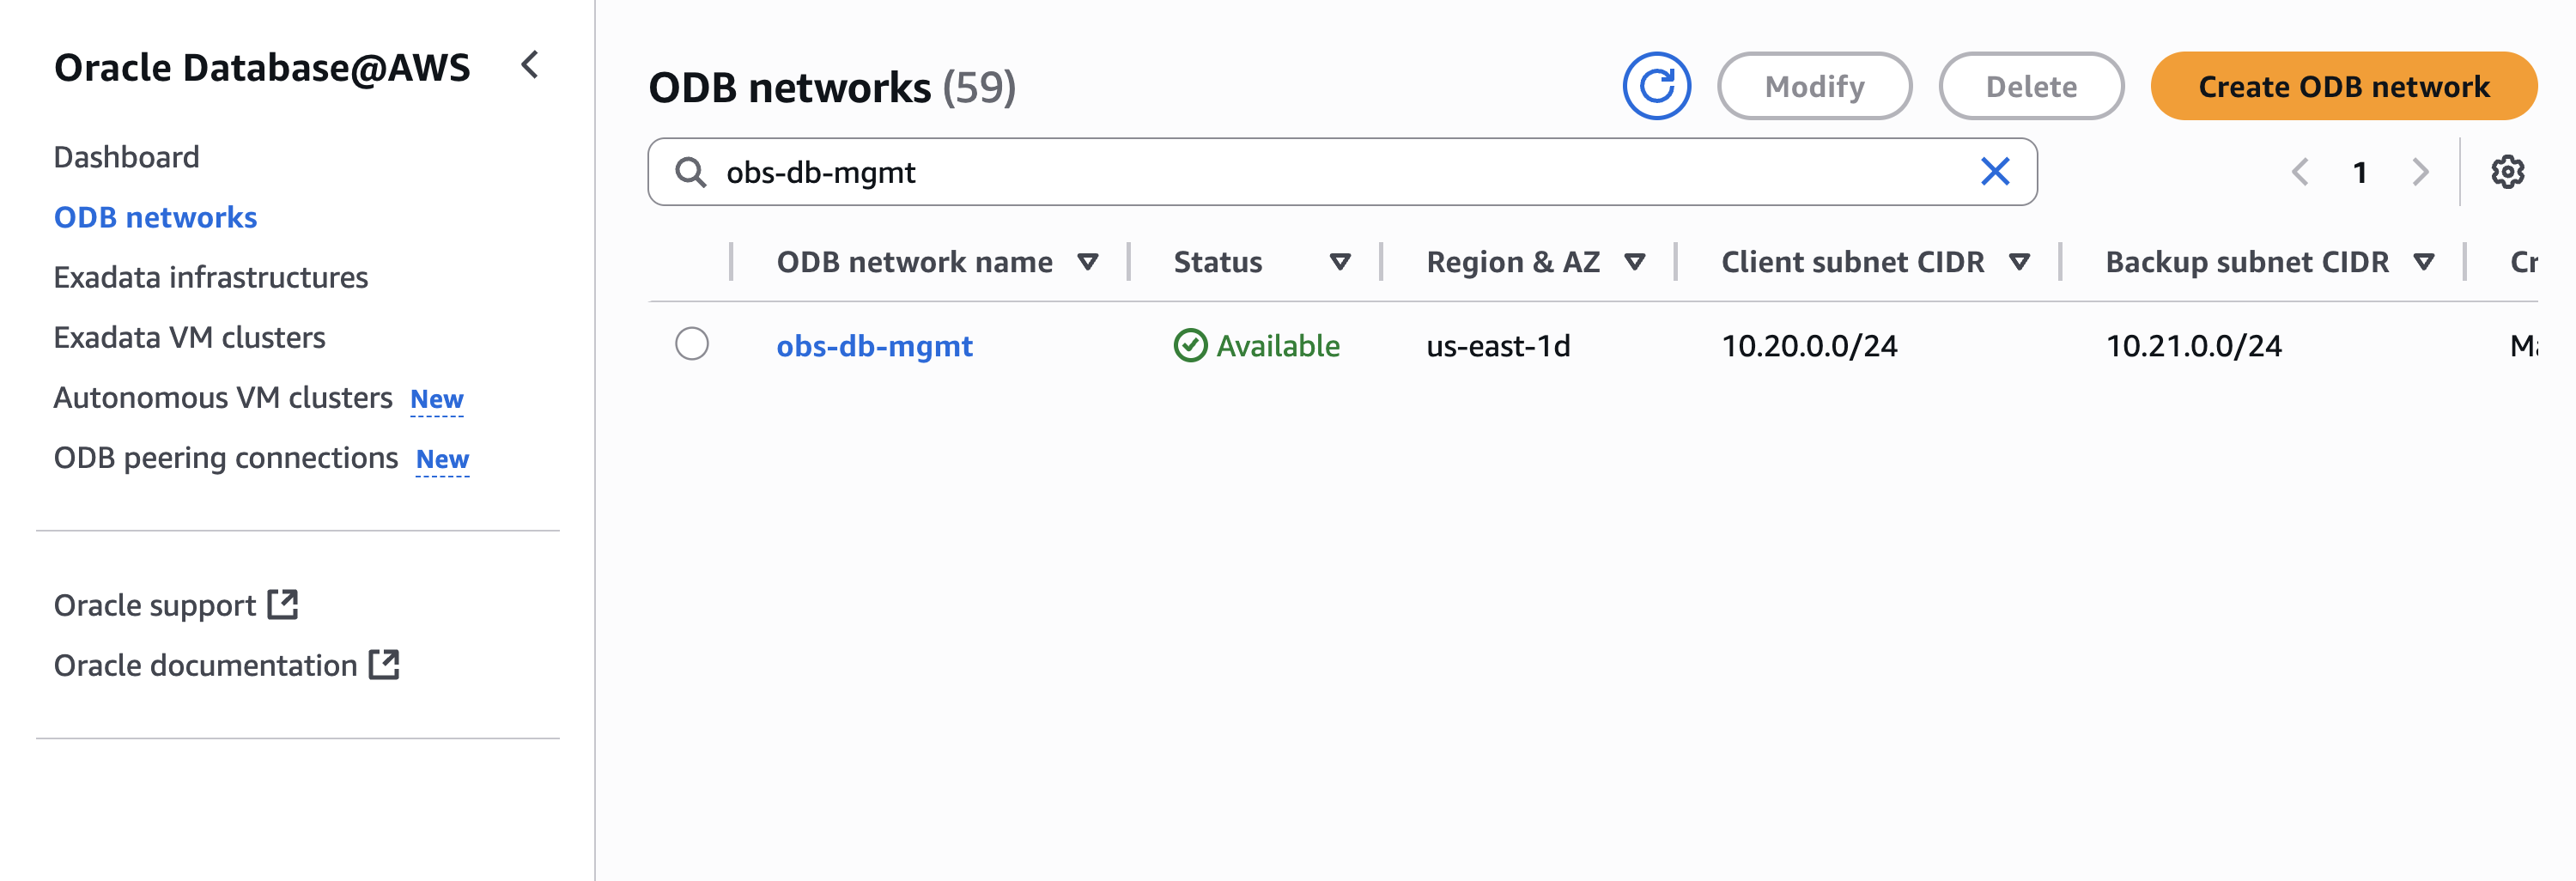 Oracle Database@AWS
Dashboard
ODB networks
Exadata infrastructures
Exadata VM clusters
Autonomous VM clusters New
ODB peering connections New
Oracle support
Oracle documentation
ODB networks (59)
Modify
Delete
Create ODB network
obs-db-mgmt
1
ODB network name
Status
Region & AZ
Client subnet CIDR
Backup subnet CIDR
obs-db-mgmt
Available
us-east-1d
10.20.0.0/24
10.21.0.0/24